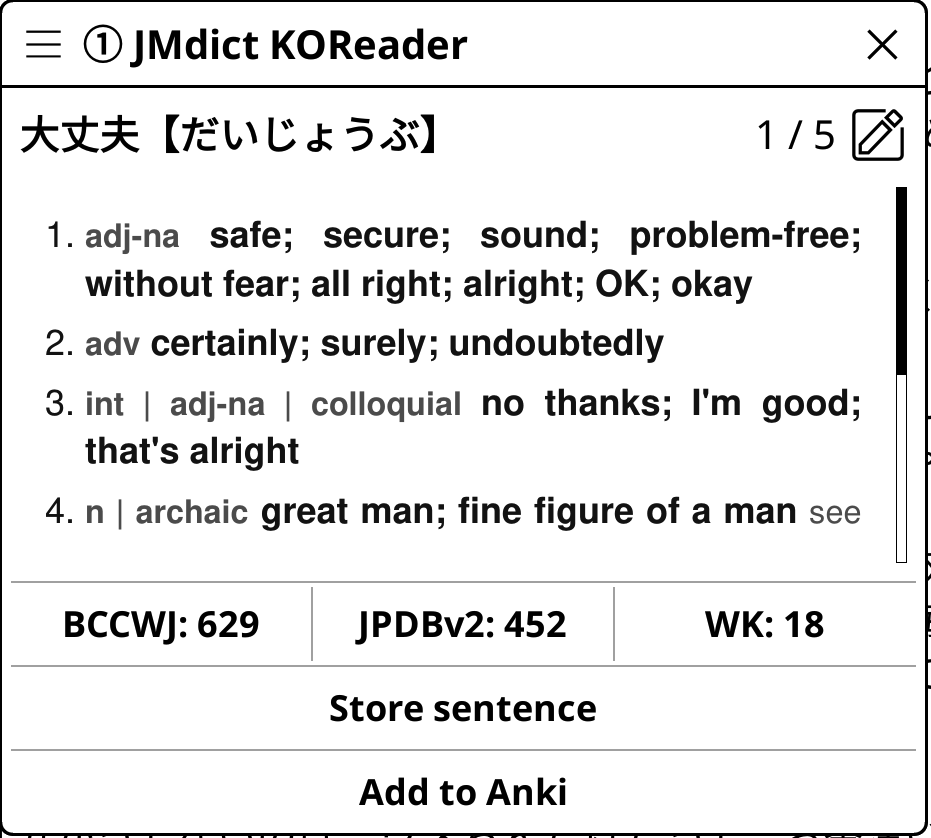 ① JMdict KOReader
大丈夫【だいじょうぶ】 1 / 5
1. adj-na safe; secure; sound; problem-free;
without fear; all right; alright; OK; okay
2. adv certainly; surely; undoubtedly
3. int | adj-na | colloquial no thanks; I'm good;
that's alright
4. n | archaic great man; fine figure of a man see
BCCWJ: 629 JPDBv2: 452 WK: 18
Store sentence
Add to Anki